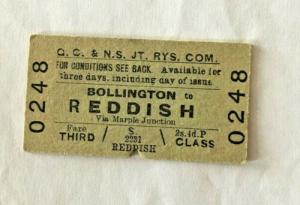 G. C. & N.S. JT. RYS. COM.
FOR CONDITIONS SEE BACK. Available for
three days, including day of issue.
BOLLINGTON to
REDDISH
Via Marple Junction
Fare S. 2s.4d.P
THIRD 2231 CLASS
REDDISH
0248
0248